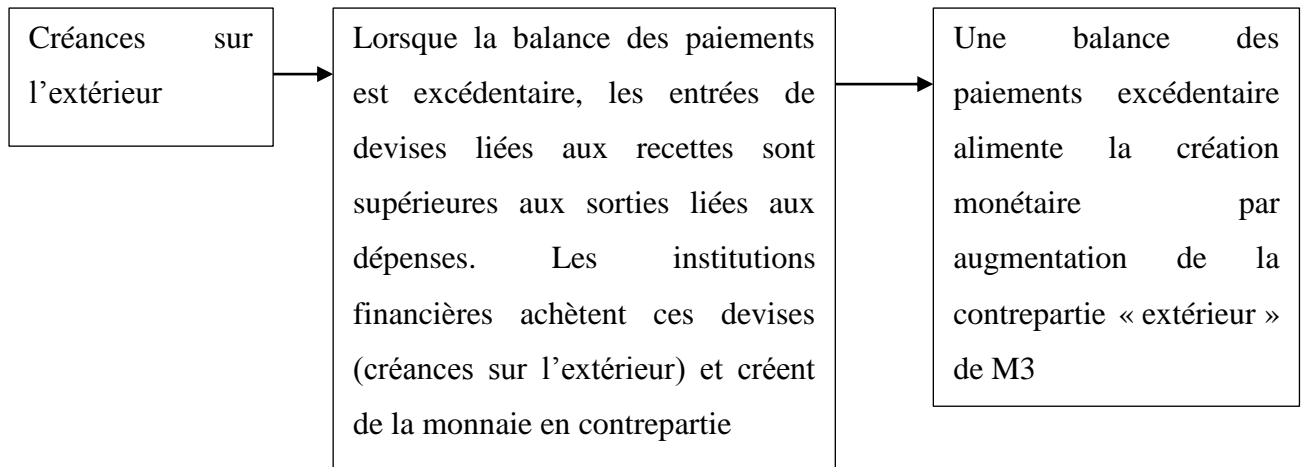 Créances sur
l’extérieur
Lorsque la balance des paiements
est excédentaire, les entrées de
devises liées aux recettes sont
supérieures aux sorties liées aux
dépenses. Les institutions
financières achètent ces devises
(créances sur l’extérieur) et créent
de la monnaie en contrepartie
Une balance des
paiements excédentaire
alimente la création
monétaire par
augmentation de la
contrepartie « extérieur »
de M3